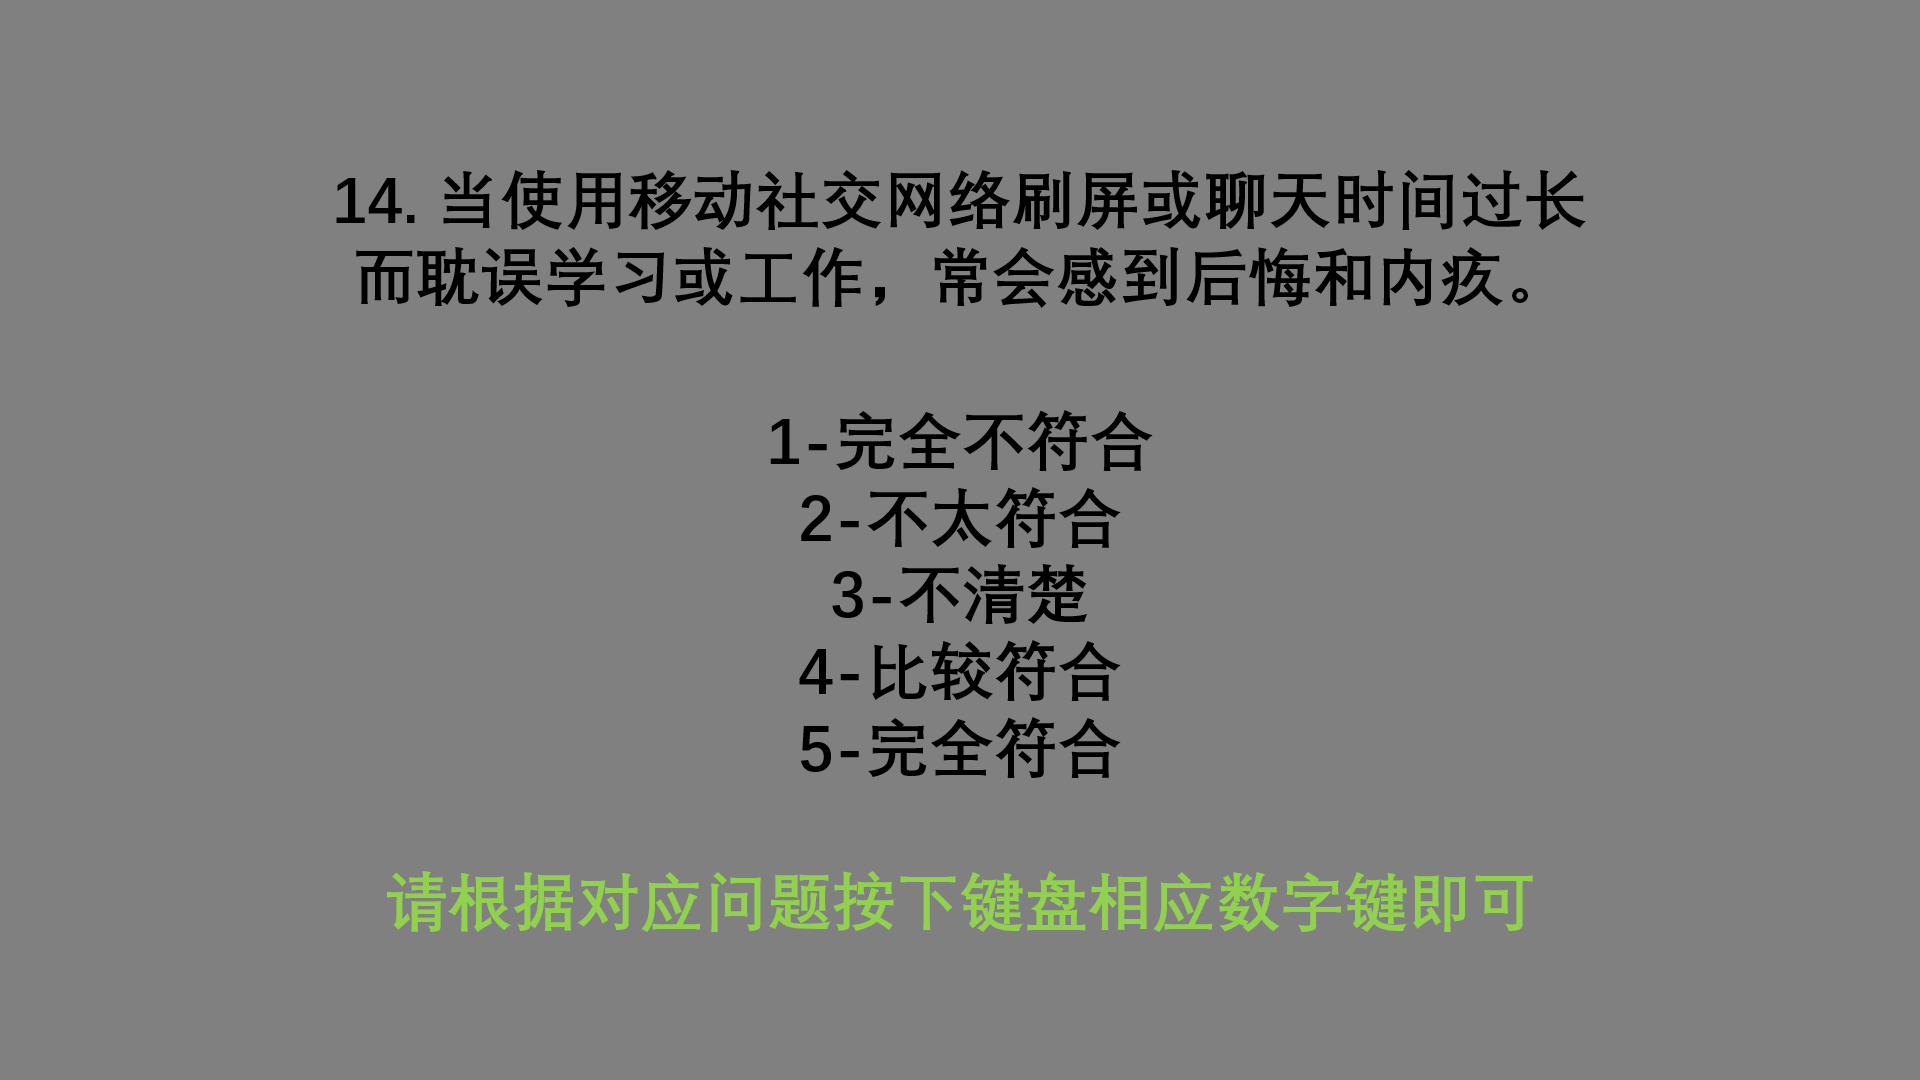 14. 当使用移动社交网络刷屏或聊天时间过长
而耽误学习或工作，常会感到后悔和内疚。
1-完全不符合
2-不太符合
3-不清楚
4-比较符合
5-完全符合
请根据对应问题按下键盘相应数字键即可